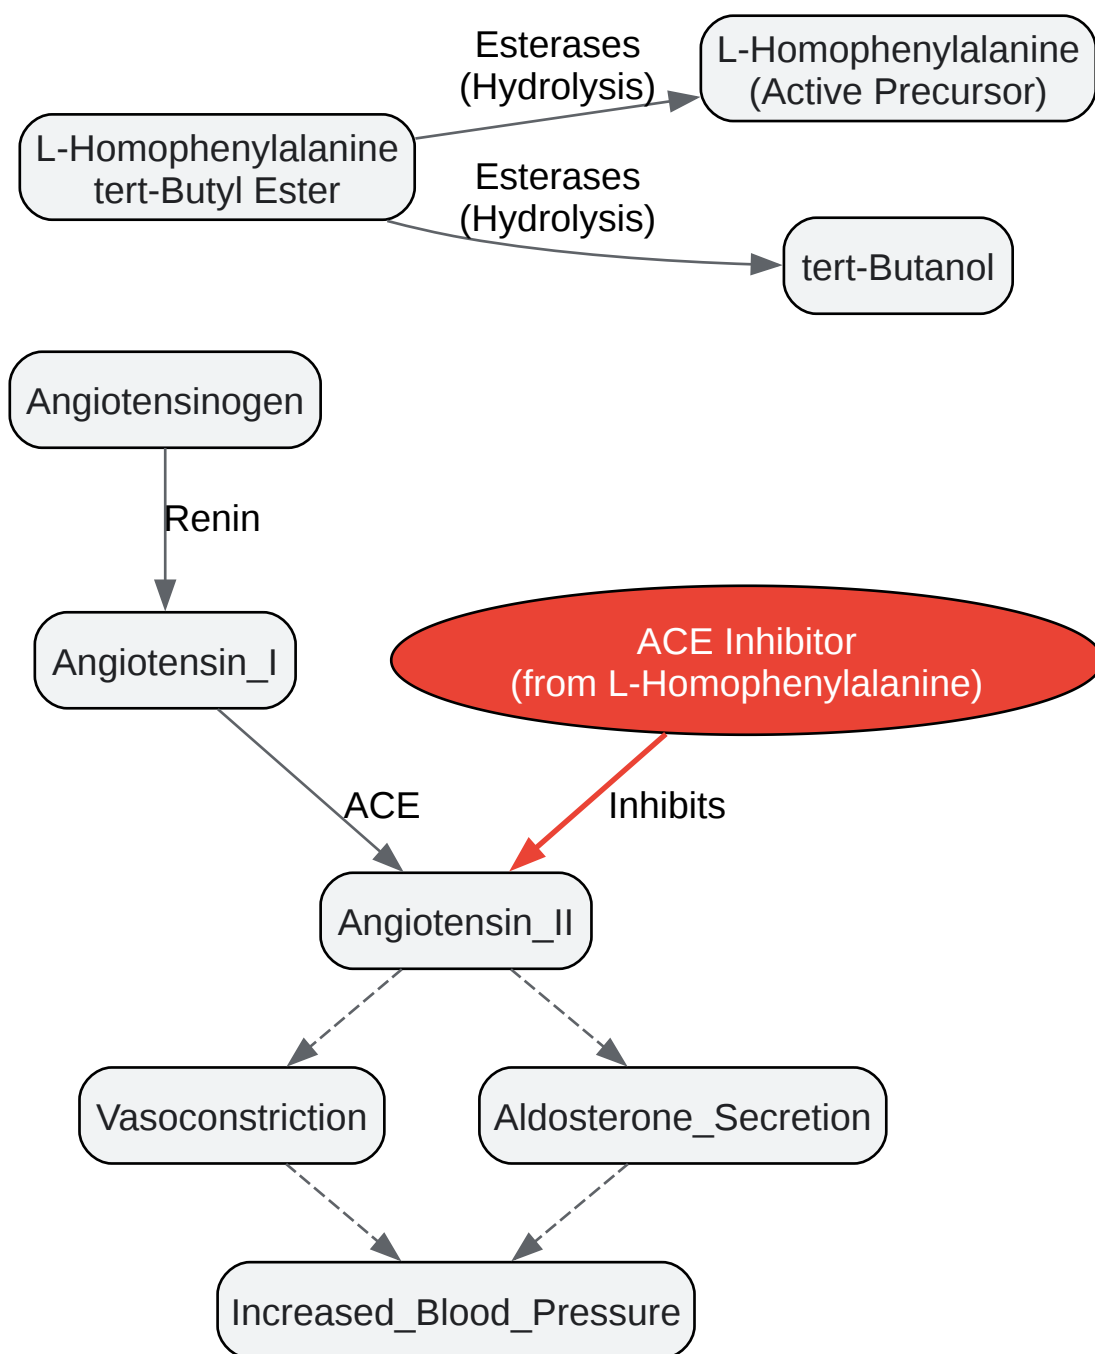 Esterases
(Hydrolysis)
L-Homophenylalanine
(Active Precursor)
L-Homophenylalanine
tert-Butyl Ester
Esterases
(Hydrolysis)
tert-Butanol
Angiotensinogen
Renin
Angiotensin_I
ACE Inhibitor
(from L-Homophenylalanine)
ACE
Inhibits
Angiotensin_II
Vasoconstriction
Aldosterone_Secretion
Increased_Blood_Pressure